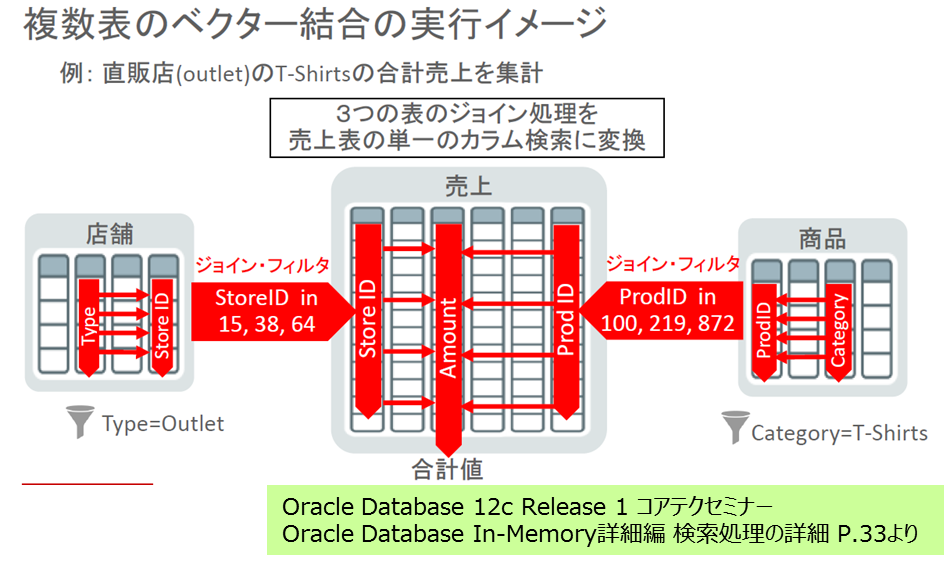 複数表のベクター結合の実行イメージ
例: 直販店(outlet)のT-Shirtsの合計売上を集計
3つの表のジョイン処理を
売上表の単一のカラム検索に変換
店舗
Type
Store ID
Type=Outlet
ジョイン・フィルタ
StoreID in
15, 38, 64
売上
Store ID
Amount
Prod ID
合計値
ジョイン・フィルタ
ProdID in
100, 219, 872
商品
ProdID
Category
Category=T-Shirts
Oracle Database 12c Release 1 コアテクセミナー
Oracle Database In-Memory詳細編 検索処理の詳細 P.33より